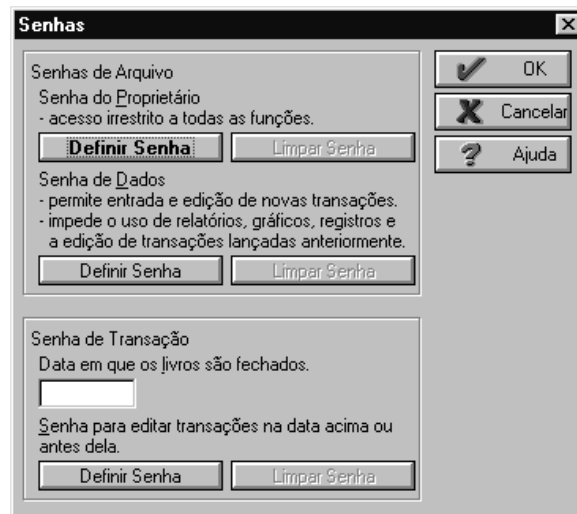 Senhas
Senhas de Arquivo
Senha do Proprietário
- acesso irrestrito a todas as funções.
Definir Senha Limpar Senha
Senha de Dados
- permite entrada e edição de novas transações.
- impede o uso de relatórios, gráficos, registros e
a edição de transações lançadas anteriormente.
Definir Senha Limpar Senha
Senha de Transação
Data em que os livros são fechados.
Senha para editar transações na data acima ou
antes dela.
Definir Senha Limpar Senha
OK
Cancelar
Ajuda